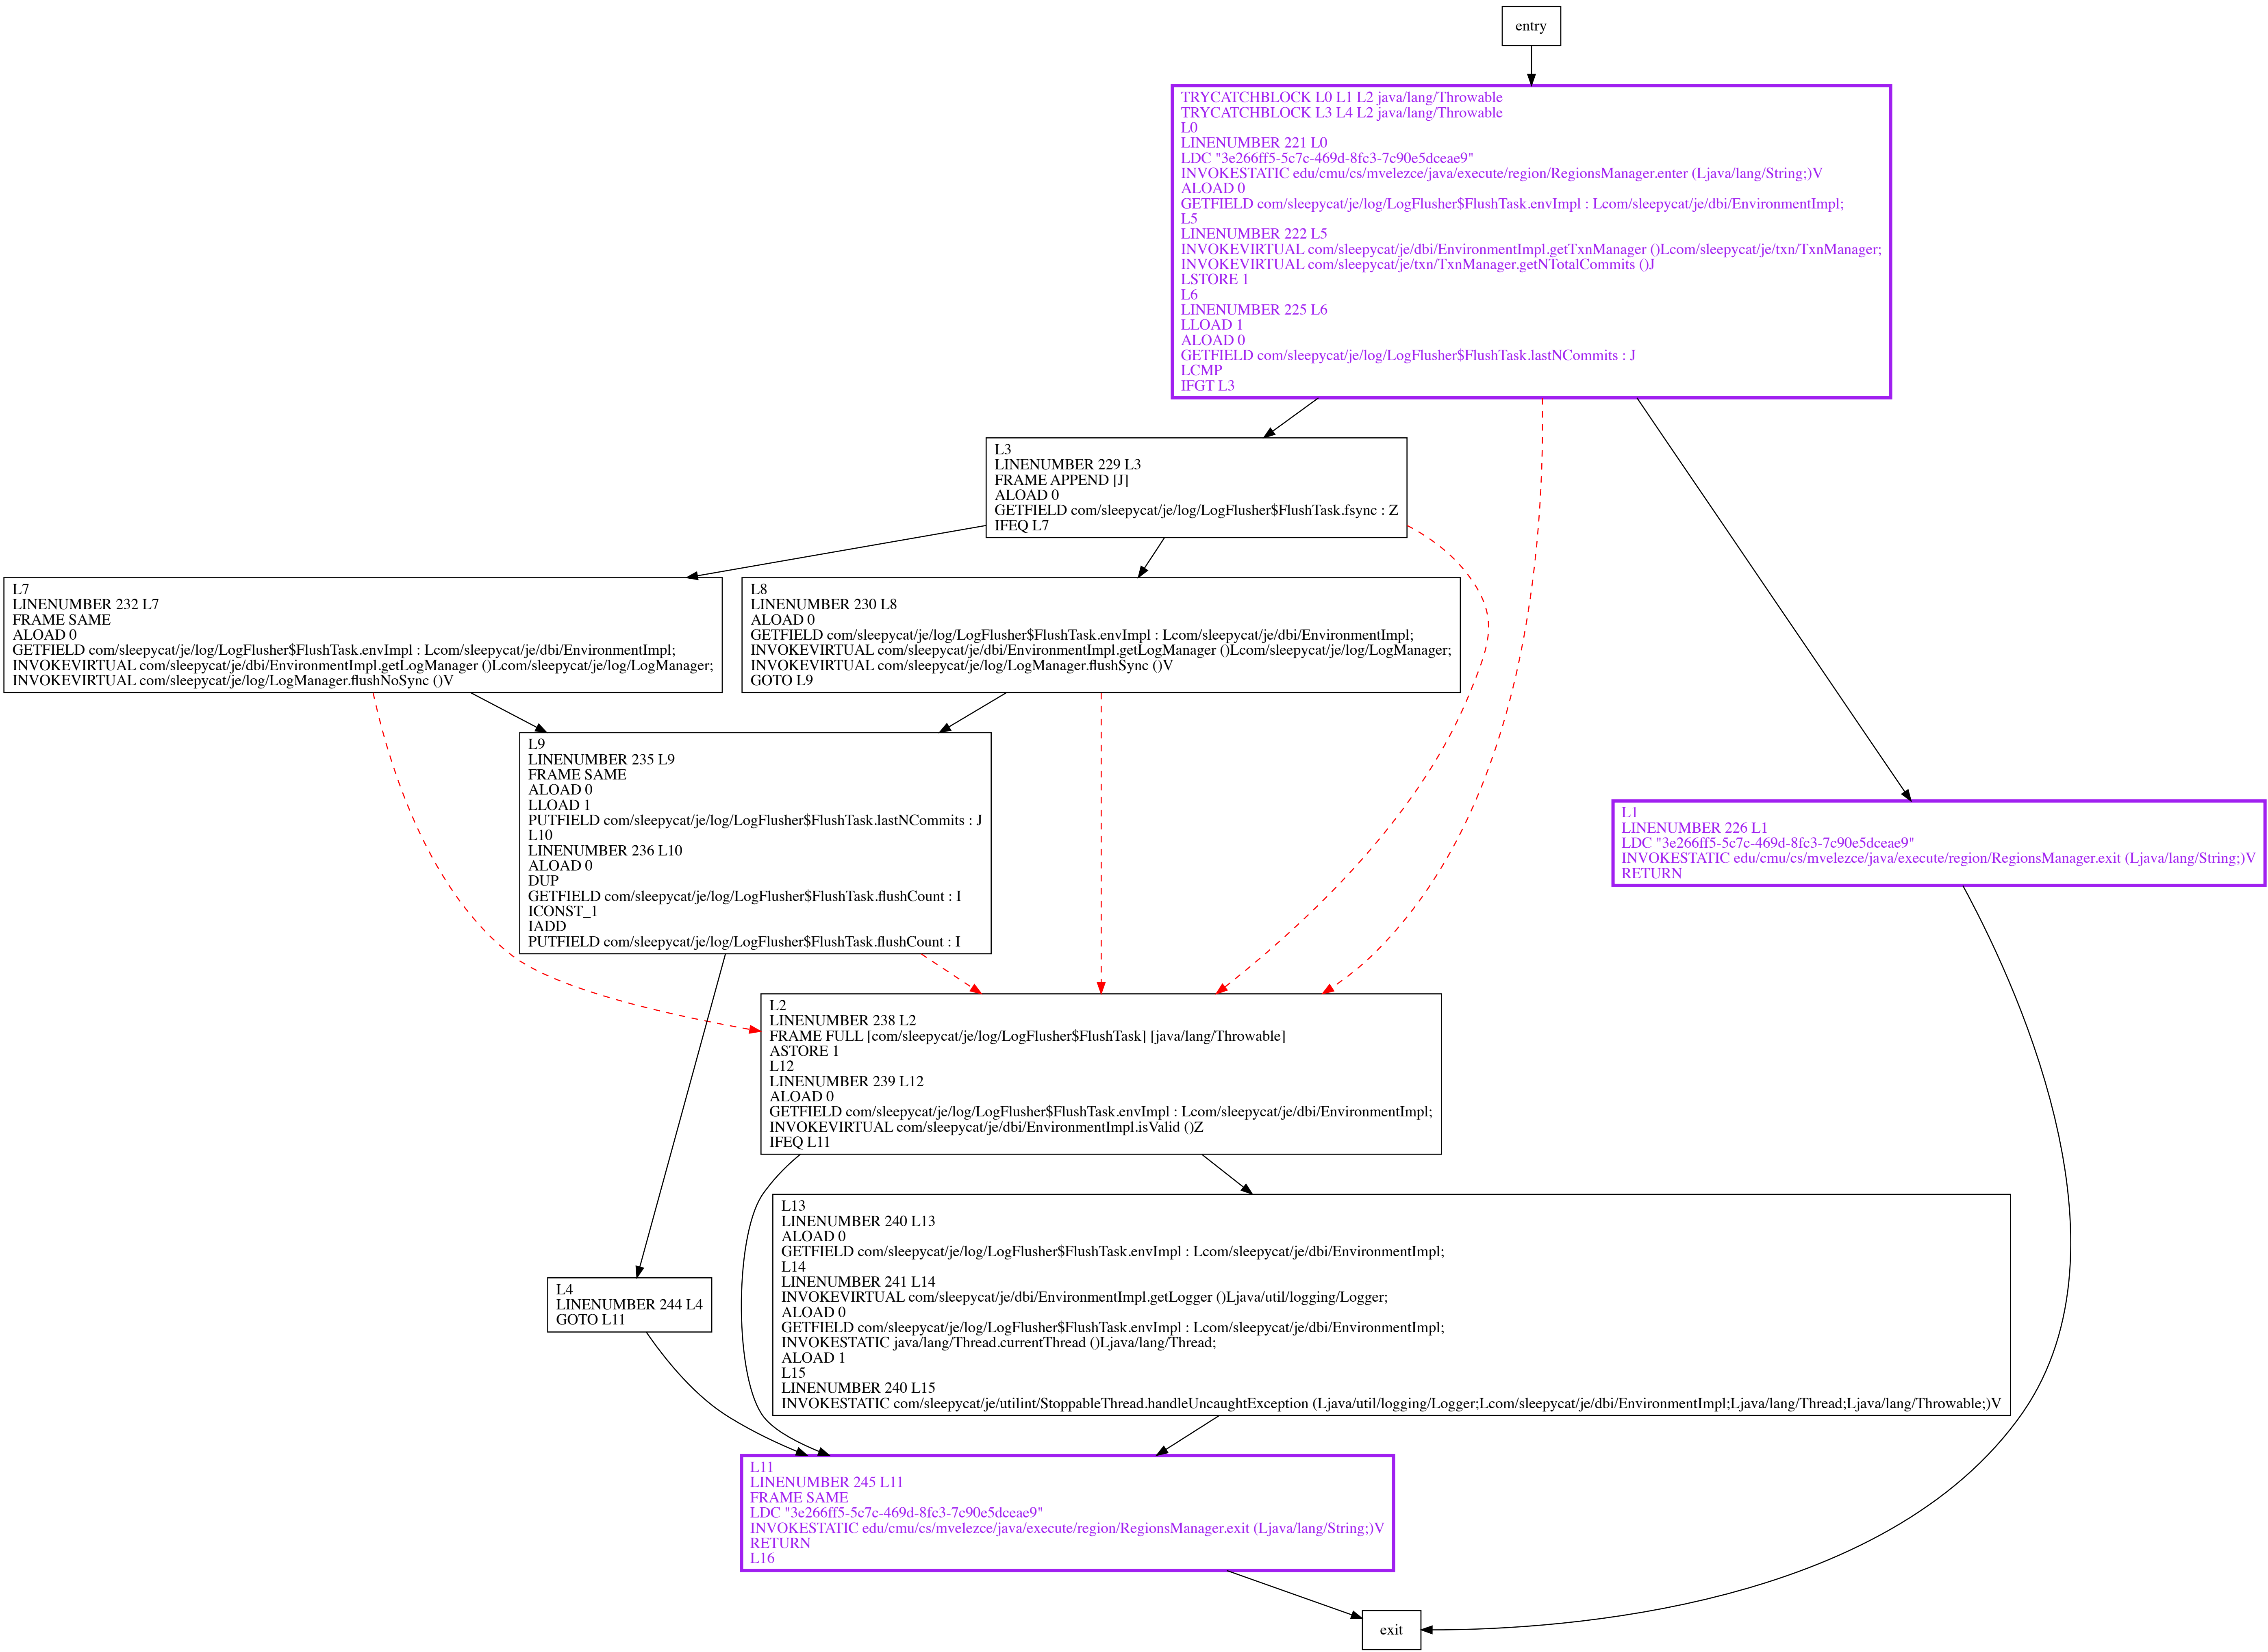 entry
TRYCATCHBLOCK L0 L1 L2 java/lang/Throwable
TRYCATCHBLOCK L3 L4 L2 java/lang/Throwable
L0
LINENUMBER 221 L0
LDC "3e266ff5-5c7c-469d-8fc3-7c90e5dceae9"
INVOKESTATIC edu/cmu/cs/mvelezce/java/execute/region/RegionsManager.enter (Ljava/lang/String;)V
ALOAD 0
GETFIELD com/sleepycat/je/log/LogFlusher$FlushTask.envImpl : Lcom/sleepycat/je/dbi/EnvironmentImpl;
L5
LINENUMBER 222 L5
INVOKEVIRTUAL com/sleepycat/je/dbi/EnvironmentImpl.getTxnManager ()Lcom/sleepycat/je/txn/TxnManager;
INVOKEVIRTUAL com/sleepycat/je/txn/TxnManager.getNTotalCommits ()J
LSTORE 1
L6
LINENUMBER 225 L6
LLOAD 1
ALOAD 0
GETFIELD com/sleepycat/je/log/LogFlusher$FlushTask.lastNCommits : J
LCMP
IFGT L3
L3
LINENUMBER 229 L3
FRAME APPEND [J]
ALOAD 0
GETFIELD com/sleepycat/je/log/LogFlusher$FlushTask.fsync : Z
IFEQ L7
L7
LINENUMBER 232 L7
FRAME SAME
ALOAD 0
GETFIELD com/sleepycat/je/log/LogFlusher$FlushTask.envImpl : Lcom/sleepycat/je/dbi/EnvironmentImpl;
INVOKEVIRTUAL com/sleepycat/je/dbi/EnvironmentImpl.getLogManager ()Lcom/sleepycat/je/log/LogManager;
INVOKEVIRTUAL com/sleepycat/je/log/LogManager.flushNoSync ()V
L8
LINENUMBER 230 L8
ALOAD 0
GETFIELD com/sleepycat/je/log/LogFlusher$FlushTask.envImpl : Lcom/sleepycat/je/dbi/EnvironmentImpl;
INVOKEVIRTUAL com/sleepycat/je/dbi/EnvironmentImpl.getLogManager ()Lcom/sleepycat/je/log/LogManager;
INVOKEVIRTUAL com/sleepycat/je/log/LogManager.flushSync ()V
GOTO L9
L9
LINENUMBER 235 L9
FRAME SAME
ALOAD 0
LLOAD 1
PUTFIELD com/sleepycat/je/log/LogFlusher$FlushTask.lastNCommits : J
L10
LINENUMBER 236 L10
ALOAD 0
DUP
GETFIELD com/sleepycat/je/log/LogFlusher$FlushTask.flushCount : I
ICONST_1
IADD
PUTFIELD com/sleepycat/je/log/LogFlusher$FlushTask.flushCount : I
L1
LINENUMBER 226 L1
LDC "3e266ff5-5c7c-469d-8fc3-7c90e5dceae9"
INVOKESTATIC edu/cmu/cs/mvelezce/java/execute/region/RegionsManager.exit (Ljava/lang/String;)V
RETURN
L2
LINENUMBER 238 L2
FRAME FULL [com/sleepycat/je/log/LogFlusher$FlushTask] [java/lang/Throwable]
ASTORE 1
L12
LINENUMBER 239 L12
ALOAD 0
GETFIELD com/sleepycat/je/log/LogFlusher$FlushTask.envImpl : Lcom/sleepycat/je/dbi/EnvironmentImpl;
INVOKEVIRTUAL com/sleepycat/je/dbi/EnvironmentImpl.isValid ()Z
IFEQ L11
L13
LINENUMBER 240 L13
ALOAD 0
GETFIELD com/sleepycat/je/log/LogFlusher$FlushTask.envImpl : Lcom/sleepycat/je/dbi/EnvironmentImpl;
L14
LINENUMBER 241 L14
INVOKEVIRTUAL com/sleepycat/je/dbi/EnvironmentImpl.getLogger ()Ljava/util/logging/Logger;
ALOAD 0
GETFIELD com/sleepycat/je/log/LogFlusher$FlushTask.envImpl : Lcom/sleepycat/je/dbi/EnvironmentImpl;
INVOKESTATIC java/lang/Thread.currentThread ()Ljava/lang/Thread;
ALOAD 1
L15
LINENUMBER 240 L15
INVOKESTATIC com/sleepycat/je/utilint/StoppableThread.handleUncaughtException (Ljava/util/logging/Logger;Lcom/sleepycat/je/dbi/EnvironmentImpl;Ljava/lang/Thread;Ljava/lang/Throwable;)V
L4
LINENUMBER 244 L4
GOTO L11
L11
LINENUMBER 245 L11
FRAME SAME
LDC "3e266ff5-5c7c-469d-8fc3-7c90e5dceae9"
INVOKESTATIC edu/cmu/cs/mvelezce/java/execute/region/RegionsManager.exit (Ljava/lang/String;)V
RETURN
L16
exit